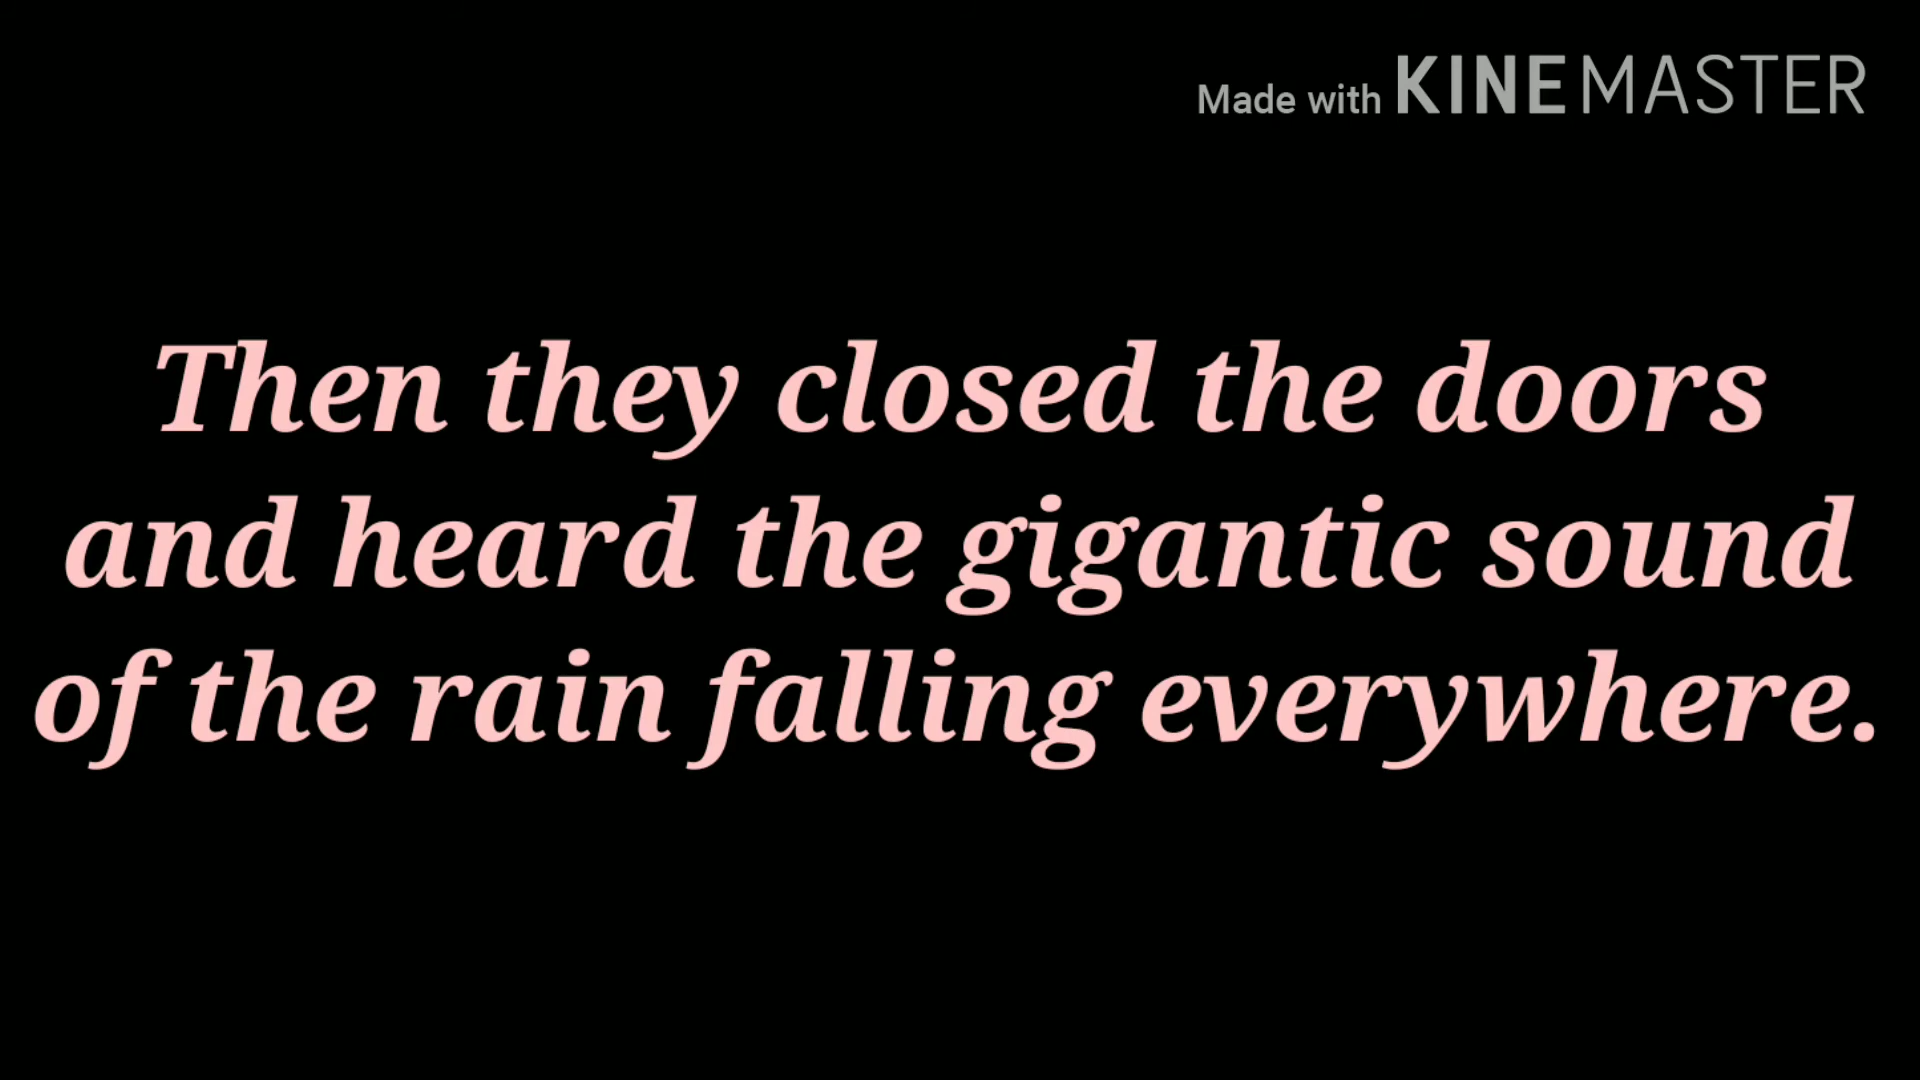 Made with KINEMASTER
Then they closed the doors
and heard the gigantic sound
of the rain falling everywhere.